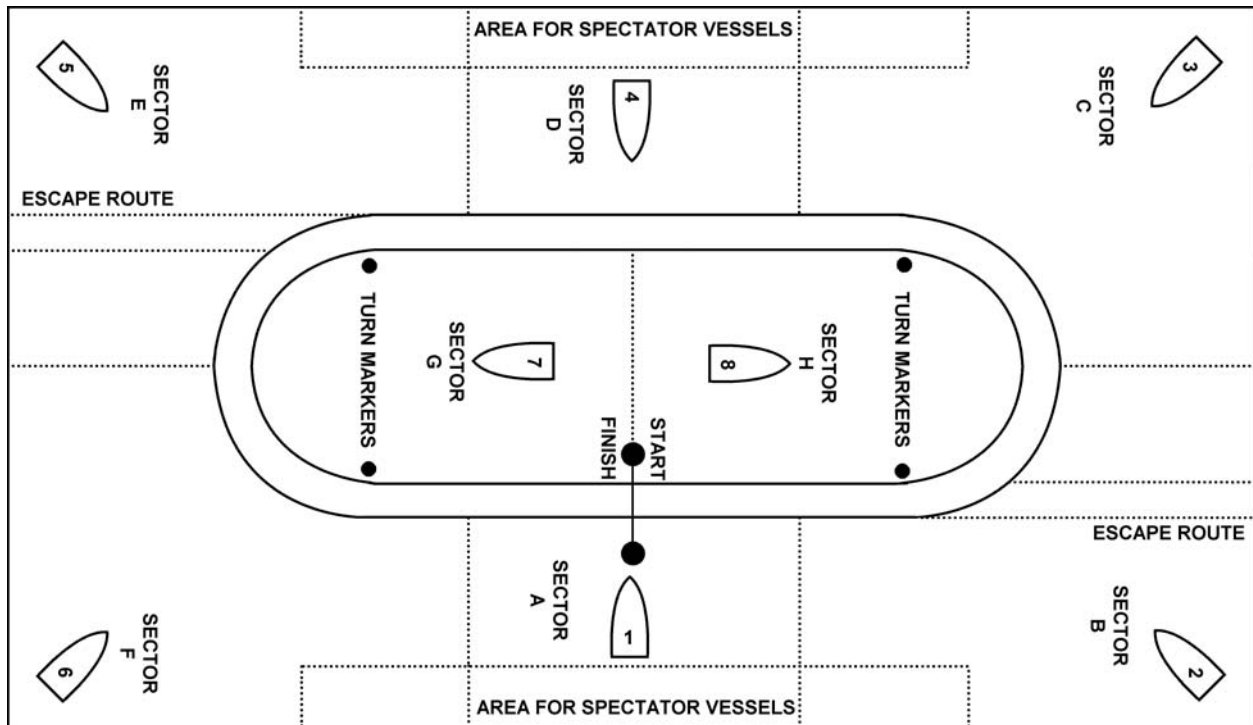 AREA FOR SPECTATOR VESSELS
5
SECTOR
E
4
SECTOR
D
3
SECTOR
C
ESCAPE ROUTE
TURN MARKERS
SECTOR
G
7
8
SECTOR
H
TURN MARKERS
START
FINISH
ESCAPE ROUTE
SECTOR
A
1
SECTOR
B
2
SECTOR
F
6
AREA FOR SPECTATOR VESSELS